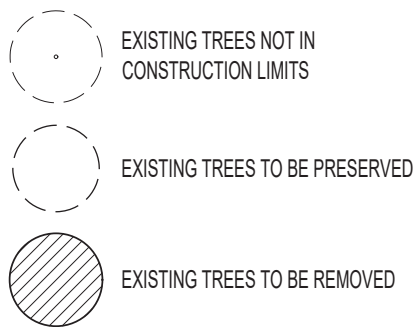 EXISTING TREES NOT IN
CONSTRUCTION LIMITS
EXISTING TREES TO BE PRESERVED
EXISTING TREES TO BE REMOVED